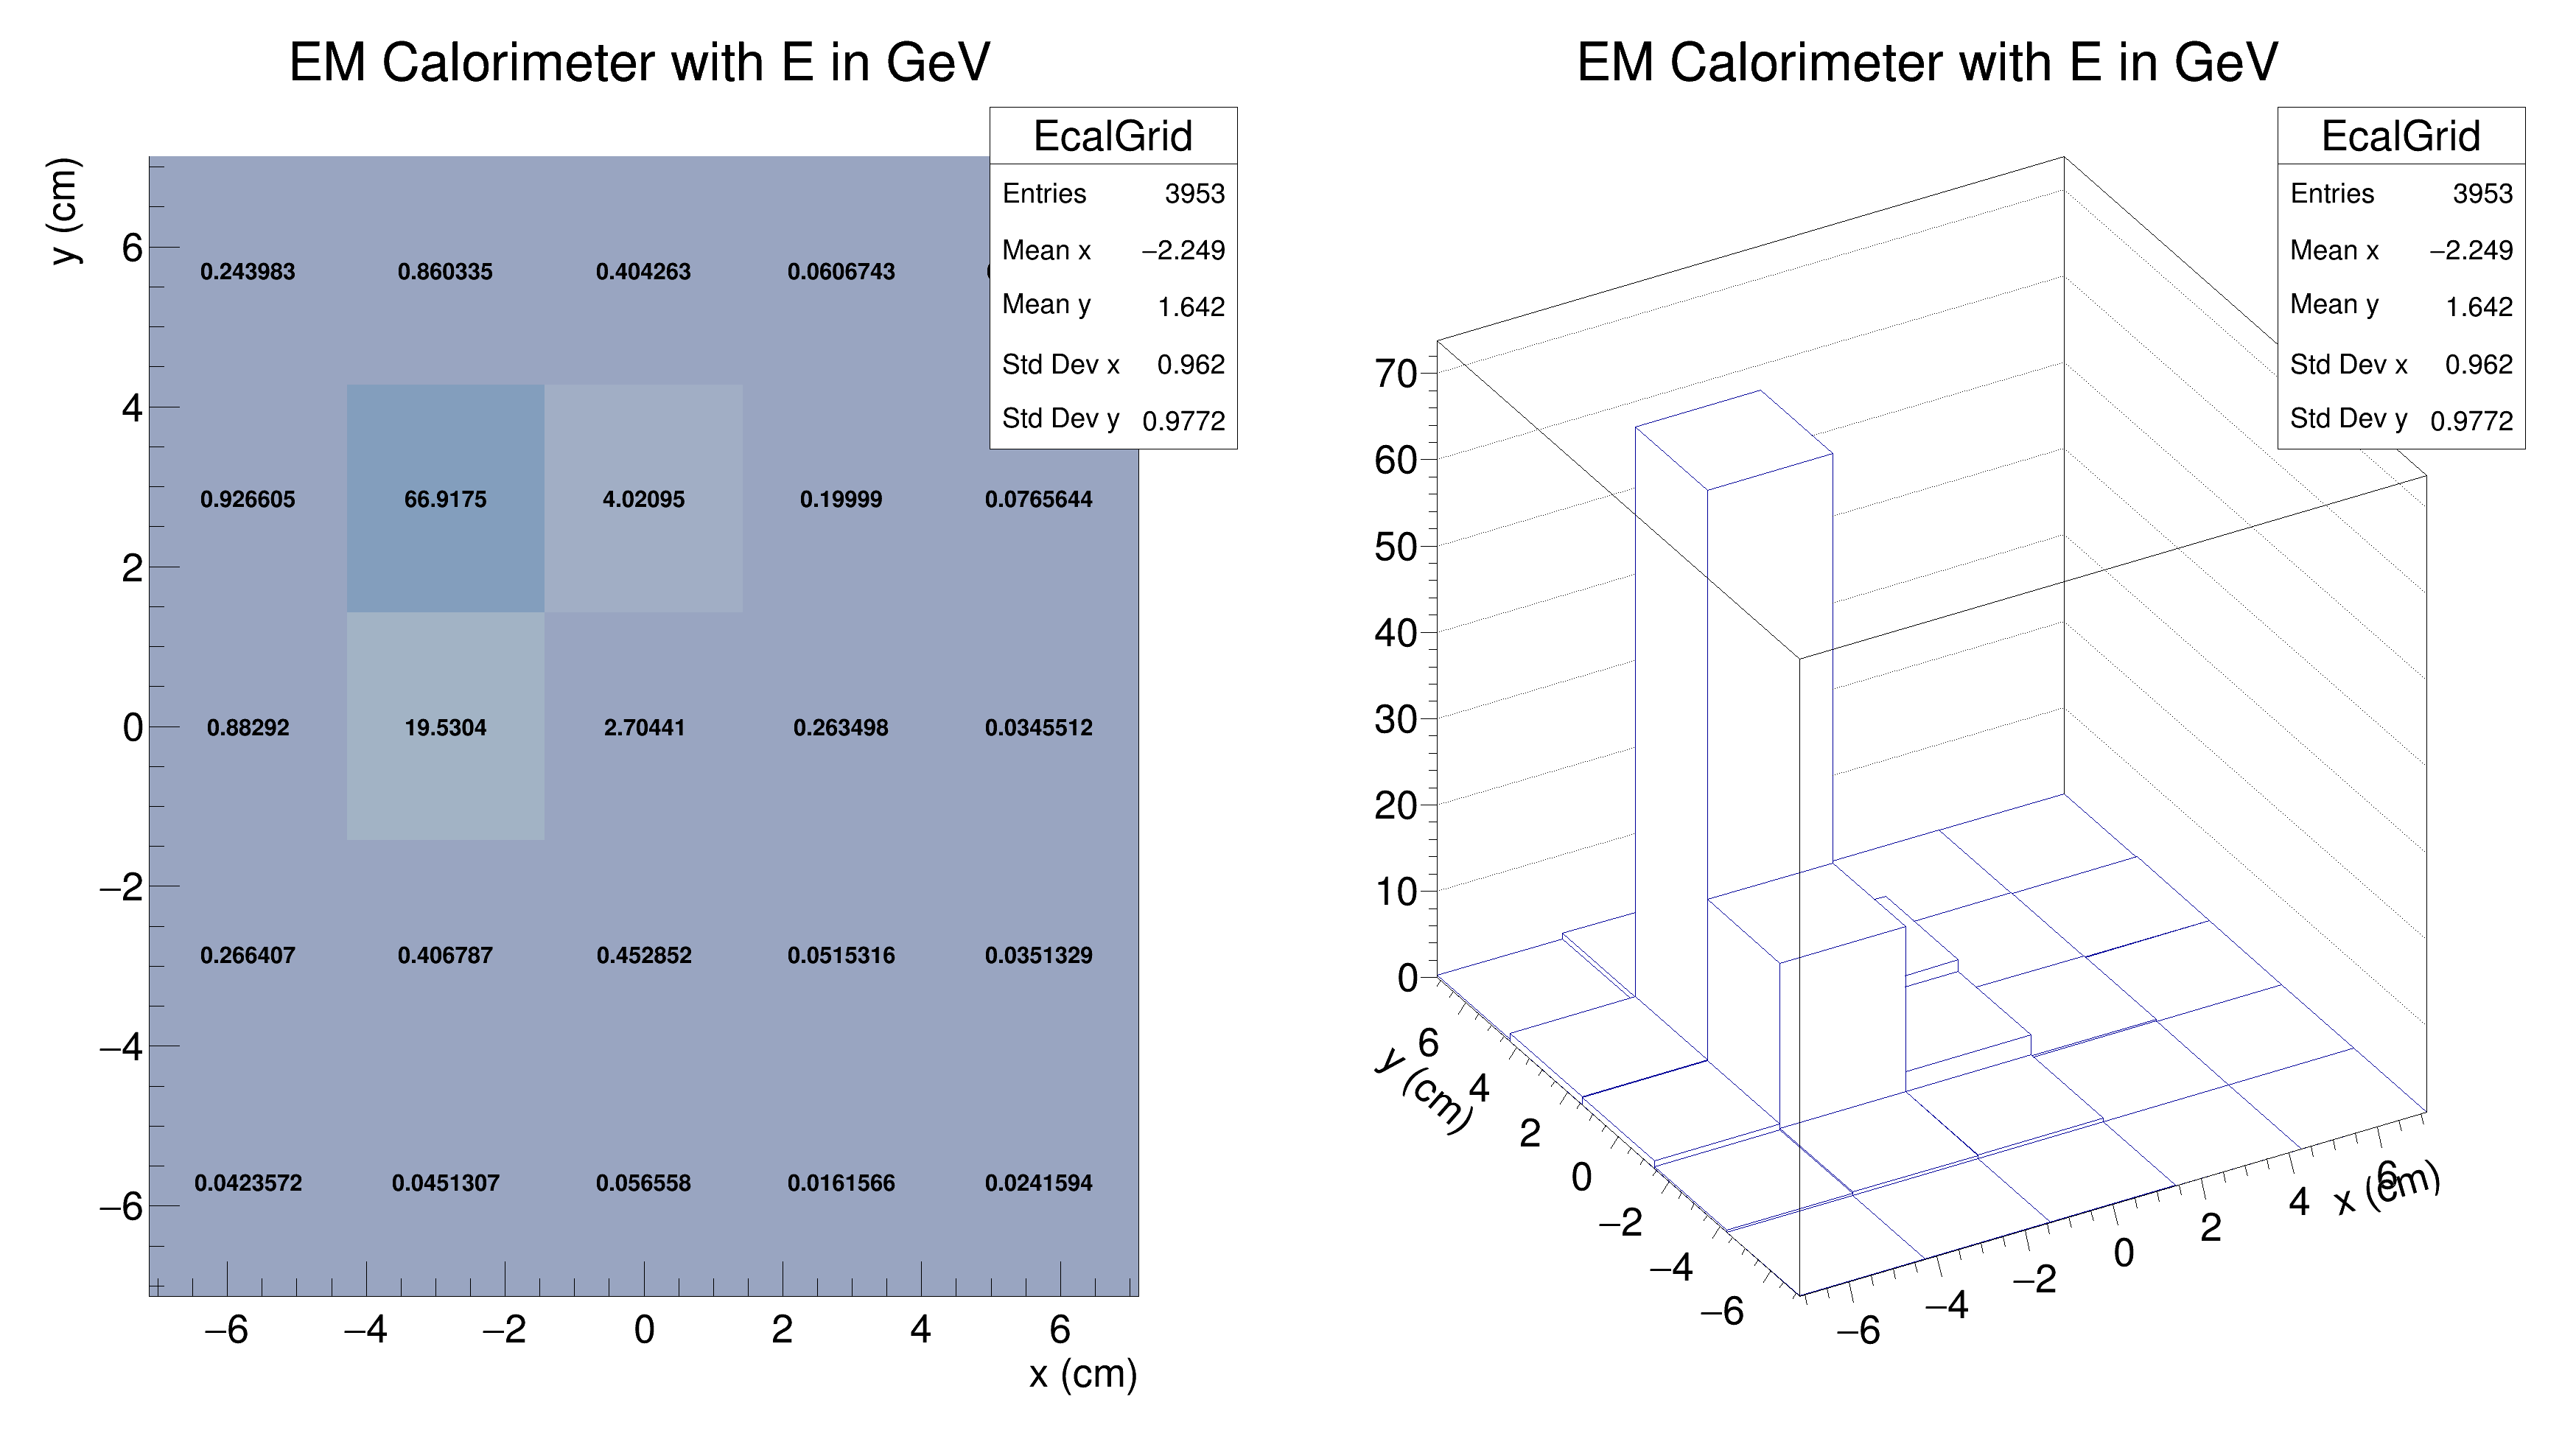 EM Calorimeter with E in GeV
EcalGrid
Entries 3953
Mean x −2.249
Mean y 1.642
Std Dev x 0.962
Std Dev y 0.9772
y (cm)
6
4
2
0
−2
−4
−6
0.243983 0.860335 0.404263 0.0606743
0.926605 66.9175 4.02095 0.19999 0.0765644
0.88292 19.5304 2.70441 0.263498 0.0345512
0.266407 0.406787 0.452852 0.0515316 0.0351329
0.0423572 0.0451307 0.056558 0.0161566 0.0241594
−6 −4 −2 0 2 4 6
x (cm)
EM Calorimeter with E in GeV
EcalGrid
Entries 3953
Mean x −2.249
Mean y 1.642
Std Dev x 0.962
Std Dev y 0.9772
70
60
50
40
30
20
10
0
y (cm)
6
4
2
0
−2
−4
−6
−6 −4 −2 0 2 4 6
x (cm)